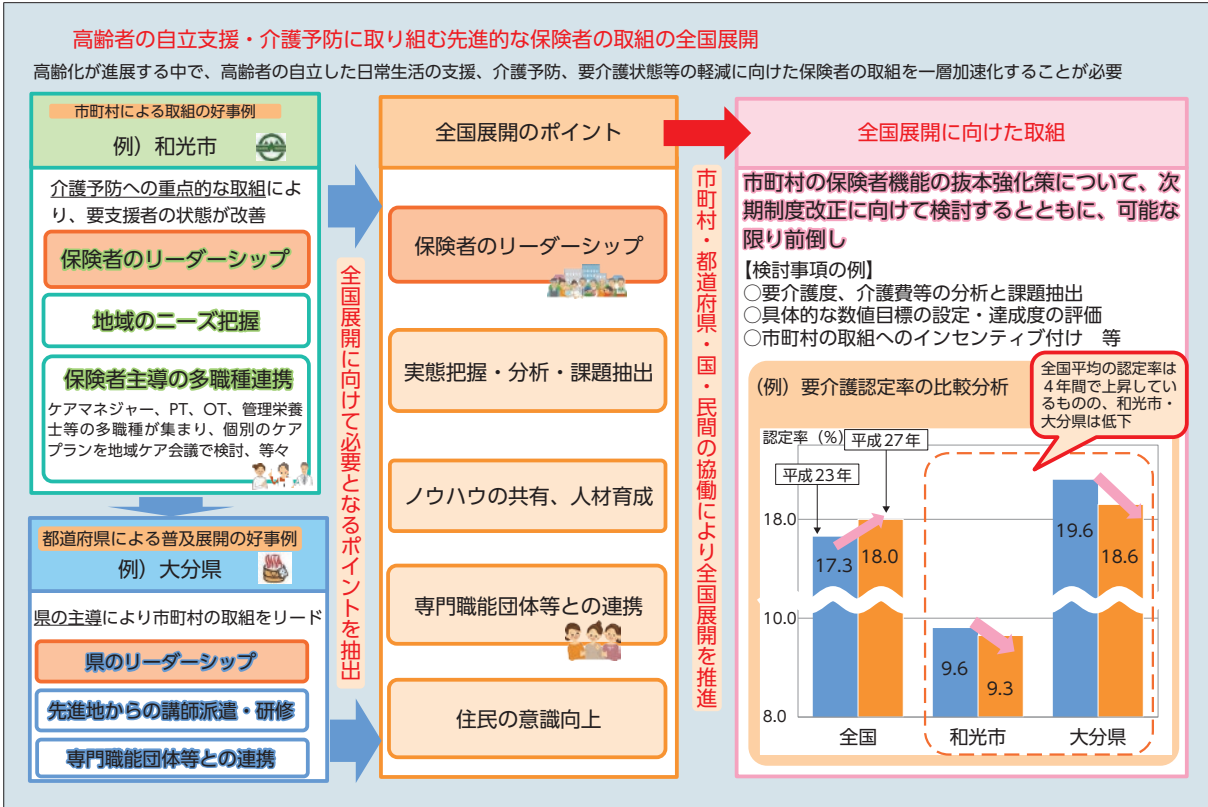 高齢者の自立支援・介護予防に取り組む先進的な保険者の取組の全国展開
高齢化が進展する中で、高齢者の自立した日常生活の支援、介護予防、要介護状態等の軽減に向けた保険者の取組を一層加速化することが必要
市町村による取組の好事例
例）和光市
介護予防への重点的な取組によ
り、要支援者の状態が改善
保険者のリーダーシップ
地域のニーズ把握
保険者主導の多職種連携
ケアマネジャー、PT、OT、管理栄養
士等の多職種が集まり、個別のケア
プランを地域ケア会議で検討、等々
都道府県による普及展開の好事例
例）大分県
県の主導により市町村の取組をリード
県のリーダーシップ
先進地からの講師派遣・研修
専門職能団体等との連携
全国展開に向けて必要となるポイントを抽出
全国展開のポイント
保険者のリーダーシップ
実態把握・分析・課題抽出
ノウハウの共有、人材育成
専門職能団体等との連携
住民の意識向上
市町村・都道府県・国・民間の協働により全国展開を推進
全国展開に向けた取組
市町村の保険者機能の抜本強化策について、次
期制度改正に向けて検討するとともに、可能な
限り前倒し
【検討事項の例】
○要介護度、介護費等の分析と課題抽出
○具体的な数値目標の設定・達成度の評価
○市町村の取組へのインセンティブ付け　等
全国平均の認定率は
４年間で上昇してい
るものの、和光市・
大分県は低下
（例）要介護認定率の比較分析
認定率（%）
平成27年
平成23年
18.0
10.0
8.0
17.3
18.0
9.6
9.3
19.6
18.6
全国
和光市
大分県